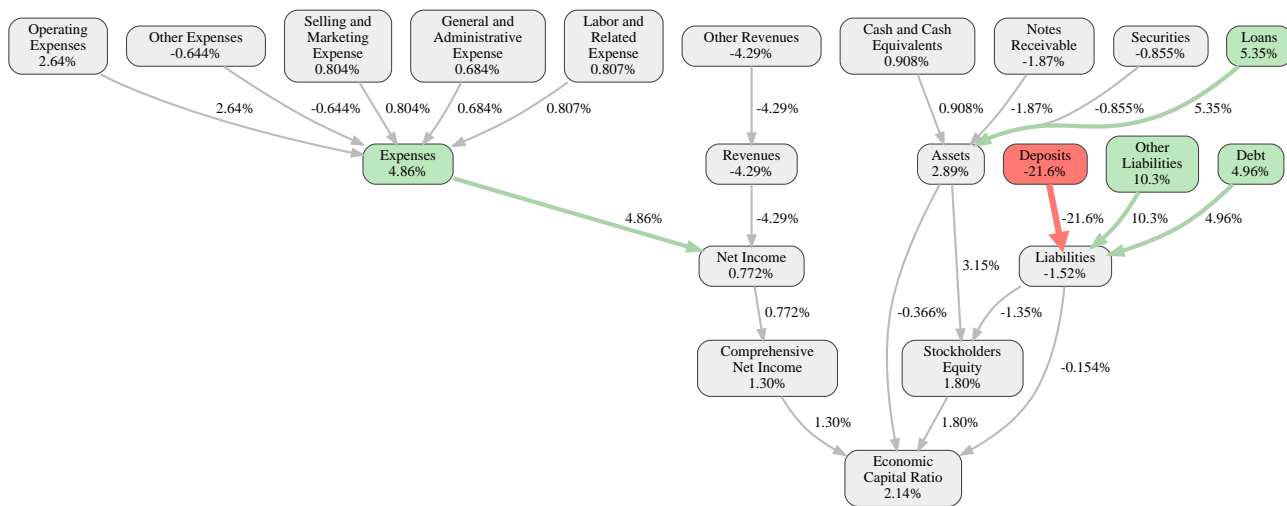 Operating
Expenses
2.64%
Other Expenses
-0.644%
Selling and
Marketing
Expense
0.804%
General and
Administrative
Expense
0.684%
Labor and
Related
Expense
0.807%
Other Revenues
-4.29%
Cash and Cash
Equivalents
0.908%
Notes
Receivable
-1.87%
Securities
-0.855%
Loans
5.35%
2.64%
-0.644%
0.804%
0.684%
0.807%
-4.29%
0.908%
-1.87%
-0.855%
5.35%
Expenses
4.86%
Revenues
-4.29%
Assets
2.89%
Deposits
-21.6%
Other
Liabilities
10.3%
Debt
4.96%
4.86%
-4.29%
3.15%
-21.6%
10.3%
4.96%
Net Income
0.772%
Liabilities
-1.52%
0.772%
-0.366%
-1.35%
-0.154%
Comprehensive
Net Income
1.30%
Stockholders
Equity
1.80%
1.30%
1.80%
Economic
Capital Ratio
2.14%